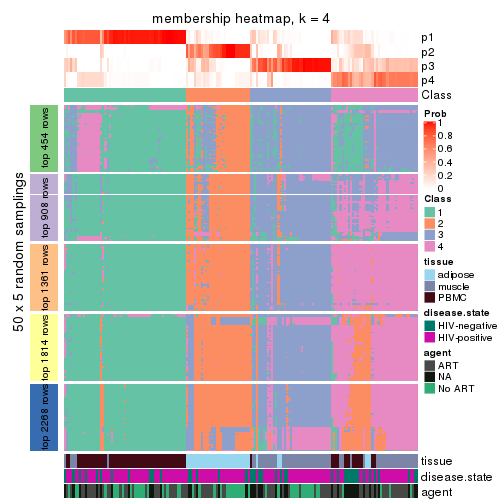 membership heatmap, k = 4
p1
p2
p3
p4
Class
50 x 5 random samplings
top 454 rows
top 908 rows
top 1361 rows
top 1814 rows
top 2268 rows
Prob
1
0.8
0.6
0.4
0.2
0
Class
1
2
3
4
tissue
adipose
muscle
PBMC
disease.state
HIV-negative
HIV-positive
agent
ART
NA
No ART
tissue
disease.state
agent